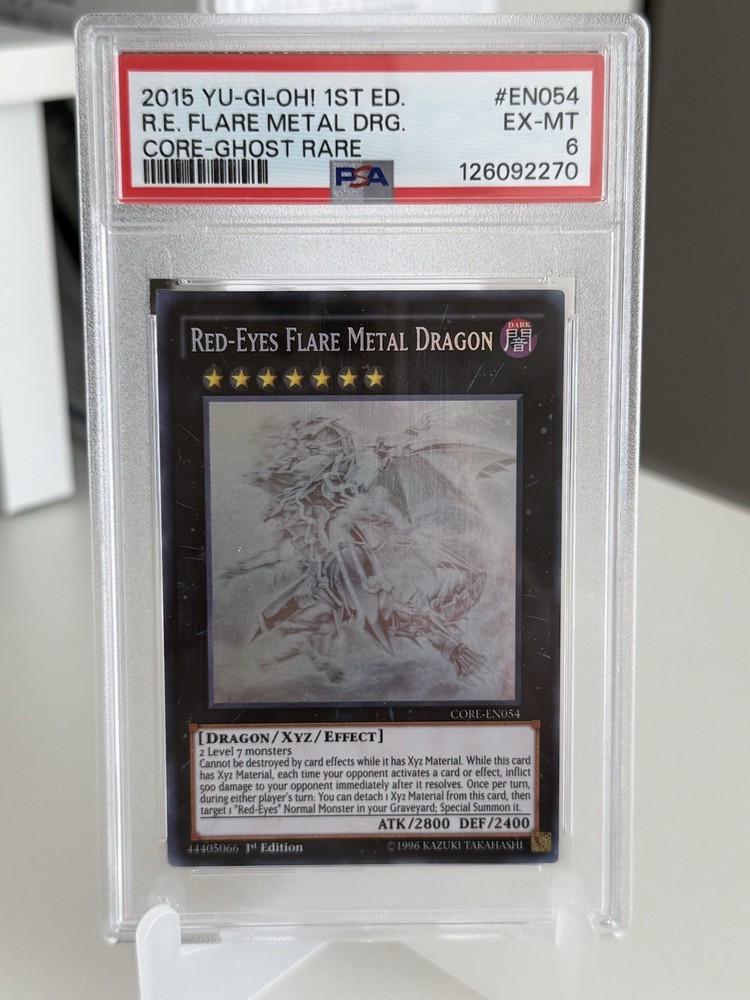 2015 YU-GI-OH! 1ST ED. #EN054
R.E. FLARE METAL DRG. EX-MT
CORE-GHOST RARE 6
PSA 126092270
RED-EYES FLARE METAL DRAGON
DARK
闇
CORE-EN054
[DRAGON/XYZ/EFFECT]
2 Level 7 monsters
Cannot be destroyed by card effects while it has Xyz Material. While this card
has Xyz Material, each time your opponent activates a card or effect, inflict
500 damage to your opponent immediately after it resolves. Once per turn,
during either player's turn: You can detach 1 Xyz Material from this card, then
target 1 "Red-Eyes" Normal Monster in your Graveyard; Special Summon it.
ATK/2800 DEF/2400
44405066 1st Edition ©1996 KAZUKI TAKAHASHI